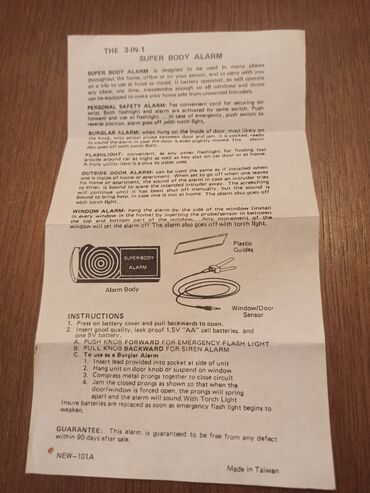 THE 3-IN-1
SUPER BODY ALARM
SUPER BODY ALARM is designed to be used in many places
throughout the home, office or on your person, and to carry with you
on a trip to use at hotel or motel. It battery operated, so will operate
any place, any time. Inexpensive enough so all windows and doors
can be equipped to make your home safe from unwanted intruders.
PERSONAL SAFETY ALARM: has convenient cord for securing on
wrist. Both flashlight and alarm are activated by same switch. Push
forward and use as flashlight. ... In case of emergency, push switch to
reverse position, alarm goes off with torch light.
BURGLAR ALARM: when hung on the inside of door, most likely on
the knob, with sensor probe between door and jam, it is cocked, ready
to sound the alarm in case the door is even slightly moved. The alarm
also goes off with torch light.
FLASHLIGHT: convenient, as any other flashlight for finding lost
articles around car at night as well as key slot on car door or at home.
A truly utility item is a plus to other uses.
OUTSIDE DOOR ALARM: can be used the same as if installed when
one is inside of home or apartment. When set to go off when one leaves
his home of apartment, the sound of the alarm in case an intruder tries
to enter, is bound to scare the intended intruder away. The alarm
will continue until it has been shut off manually, but the sound is
bound to bring help, in case one is not at home. The alarm also goes off
with torch light.
WINDOW ALARM: hang the alarm by the side of the window (install
in every window in the home) by inserting the probe/sensor in between
the top and bottom part of the window. Any movement of the
window will set the alarm off. The alarm also goes off with torch light.
Plastic
Guides
SUPER BODY
ALARM
Alarm Body
Window/Door
Sensor
INSTRUCTIONS
1. Press on battery cover and pull backwards to open.
2. Insert good quality, leak proof 1.5V "AA" cell batteries, and
one 9V battery.
A. PUSH KNOB FORWARD FOR EMERGENCY FLASH LIGHT
B. PULL KNOB BACKWARD FOR SIREN ALARM
C. To use as a Burglar Alarm
1. Insert lead provided into socket at side of unit
2. Hang unit on door knob or suspend on window
3. Compress metal prongs together to close circuit
4. Jam the closed prongs as shown so that when the
door/window is forced open, the prongs will spring
apart and the alarm will sound With Torch Light
Insure batteries are replaced as soon as emergency flash light begins to
weaken.
GUARANTEE: This alarm is guaranteed to be free from any defect
within 90 days after sale.
NEW-101A
Made in Taiwan